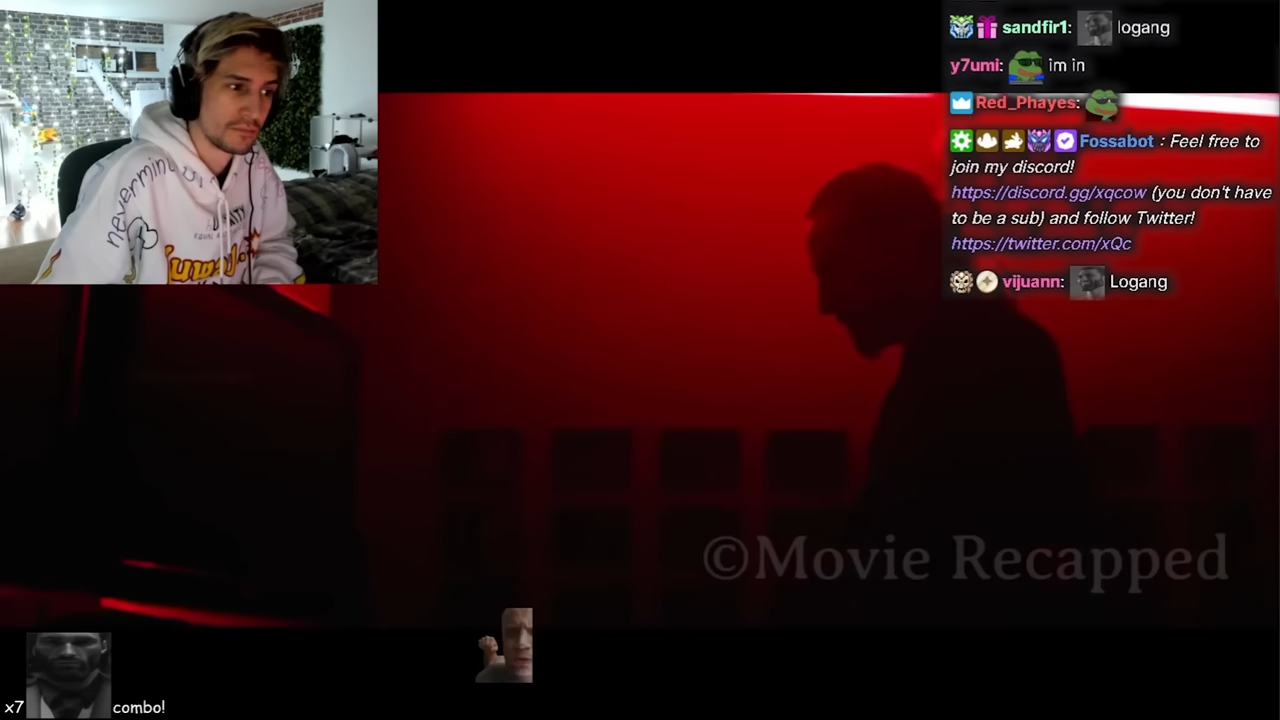 sandfir1: logang
y7umi: im in
Red_Phayes:
Fossabot : Feel free to
join my discord!
https://discord.gg/xqcow (you don't have
to be a sub) and follow Twitter!
https://twitter.com/xQc
vijuann: Logang
nevermind
©Movie Recapped
x7 combo!